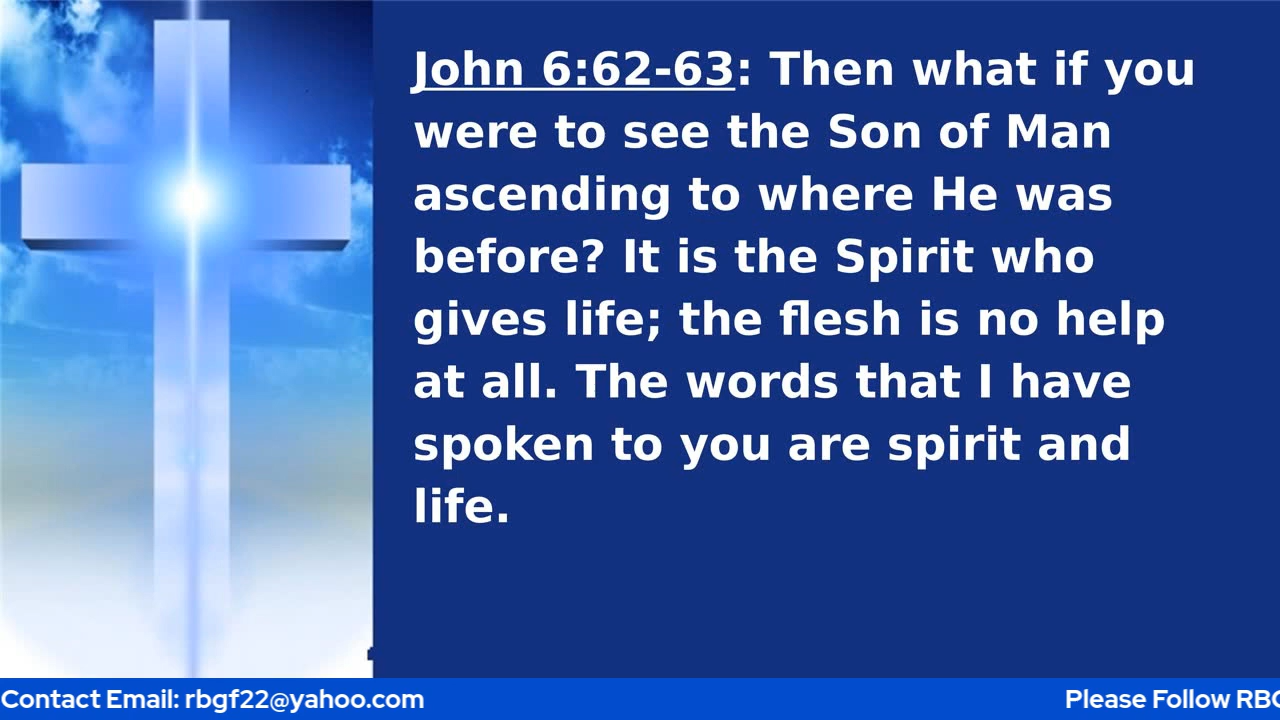 John 6:62-63: Then what if you
were to see the Son of Man
ascending to where He was
before? It is the Spirit who
gives life; the flesh is no help
at all. The words that I have
spoken to you are spirit and
life.
Contact Email: rbgf22@yahoo.com
Please Follow